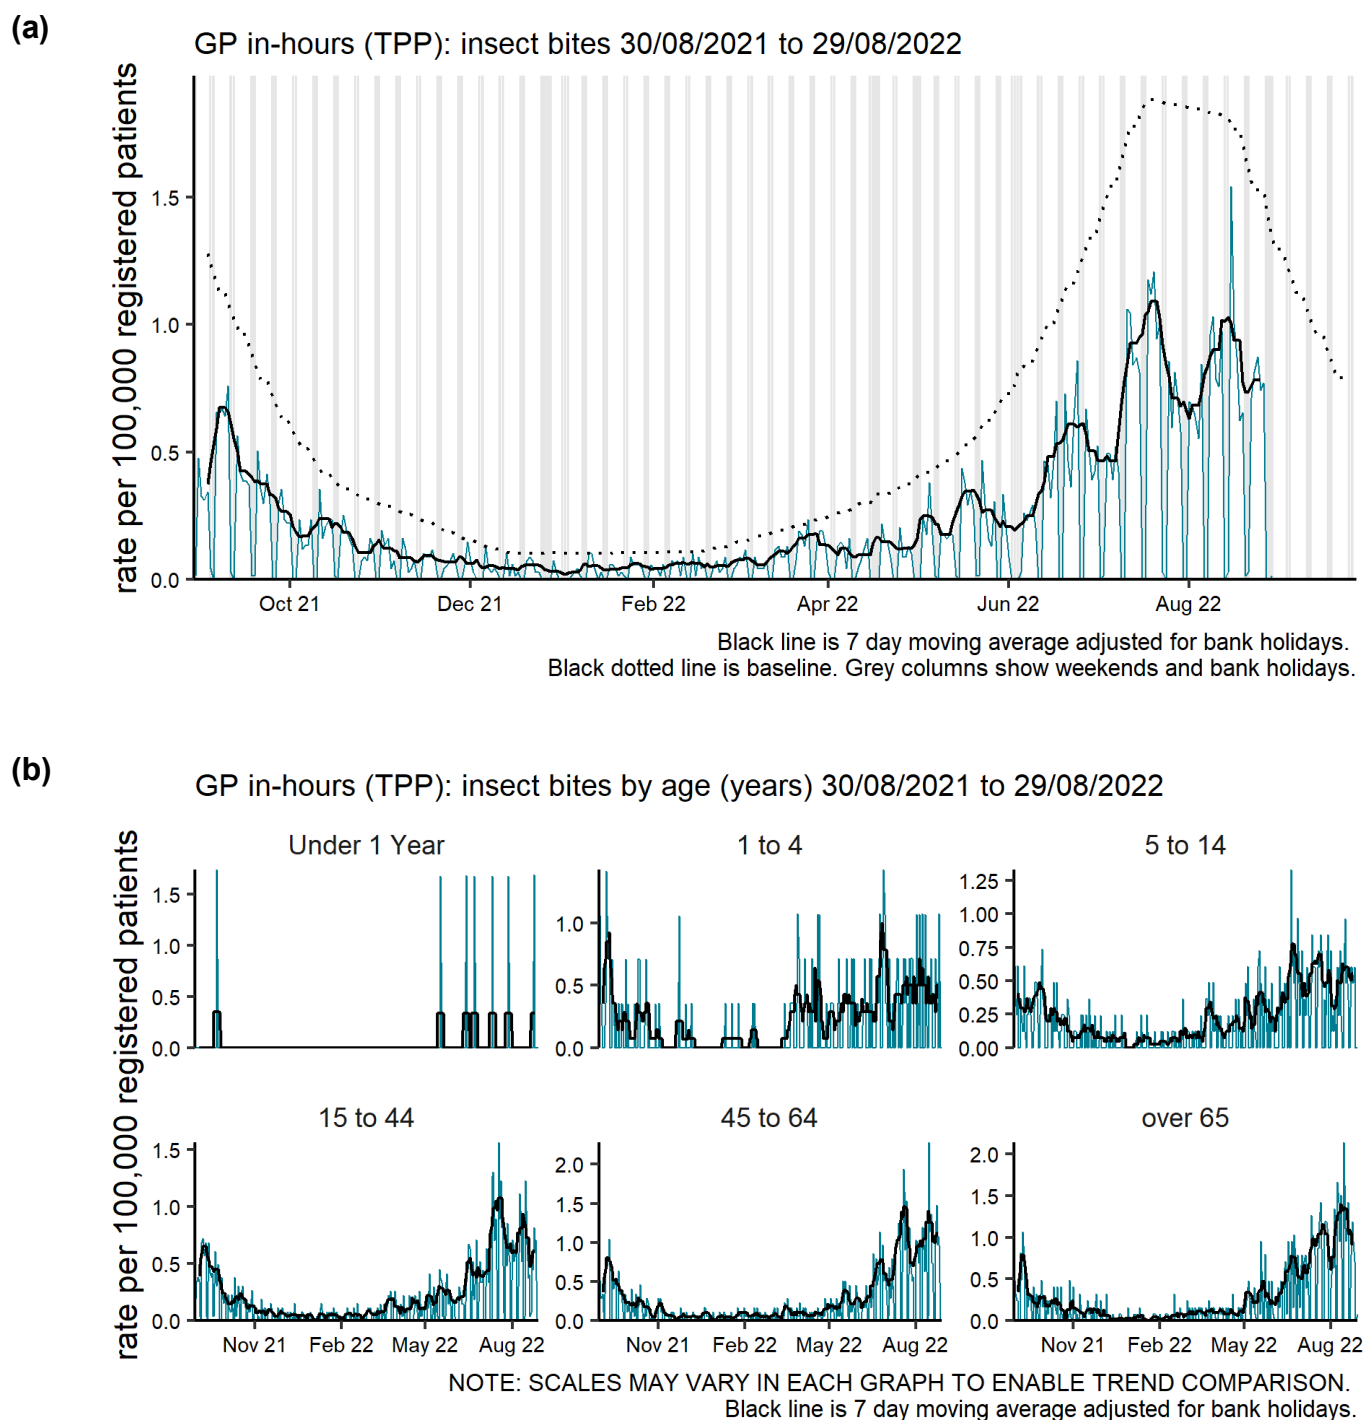 (a)
GP in-hours (TPP): insect bites 30/08/2021 to 29/08/2022
rate per 100,000 registered patients
1.5
1.0
0.5
0.0
Oct 21 Dec 21 Feb 22 Apr 22 Jun 22 Aug 22
Black line is 7 day moving average adjusted for bank holidays.
Black dotted line is baseline. Grey columns show weekends and bank holidays.
(b)
GP in-hours (TPP): insect bites by age (years) 30/08/2021 to 29/08/2022
rate per 100,000 registered patients
Under 1 Year
1.5
1.0
0.5
0.0
1 to 4
1.0
0.5
0.0
5 to 14
1.25
1.00
0.75
0.50
0.25
0.00
15 to 44
1.5
1.0
0.5
0.0
Nov 21 Feb 22 May 22 Aug 22
45 to 64
2.0
1.5
1.0
0.5
0.0
Nov 21 Feb 22 May 22 Aug 22
over 65
2.0
1.5
1.0
0.5
0.0
Nov 21 Feb 22 May 22 Aug 22
NOTE: SCALES MAY VARY IN EACH GRAPH TO ENABLE TREND COMPARISON.
Black line is 7 day moving average adjusted for bank holidays.